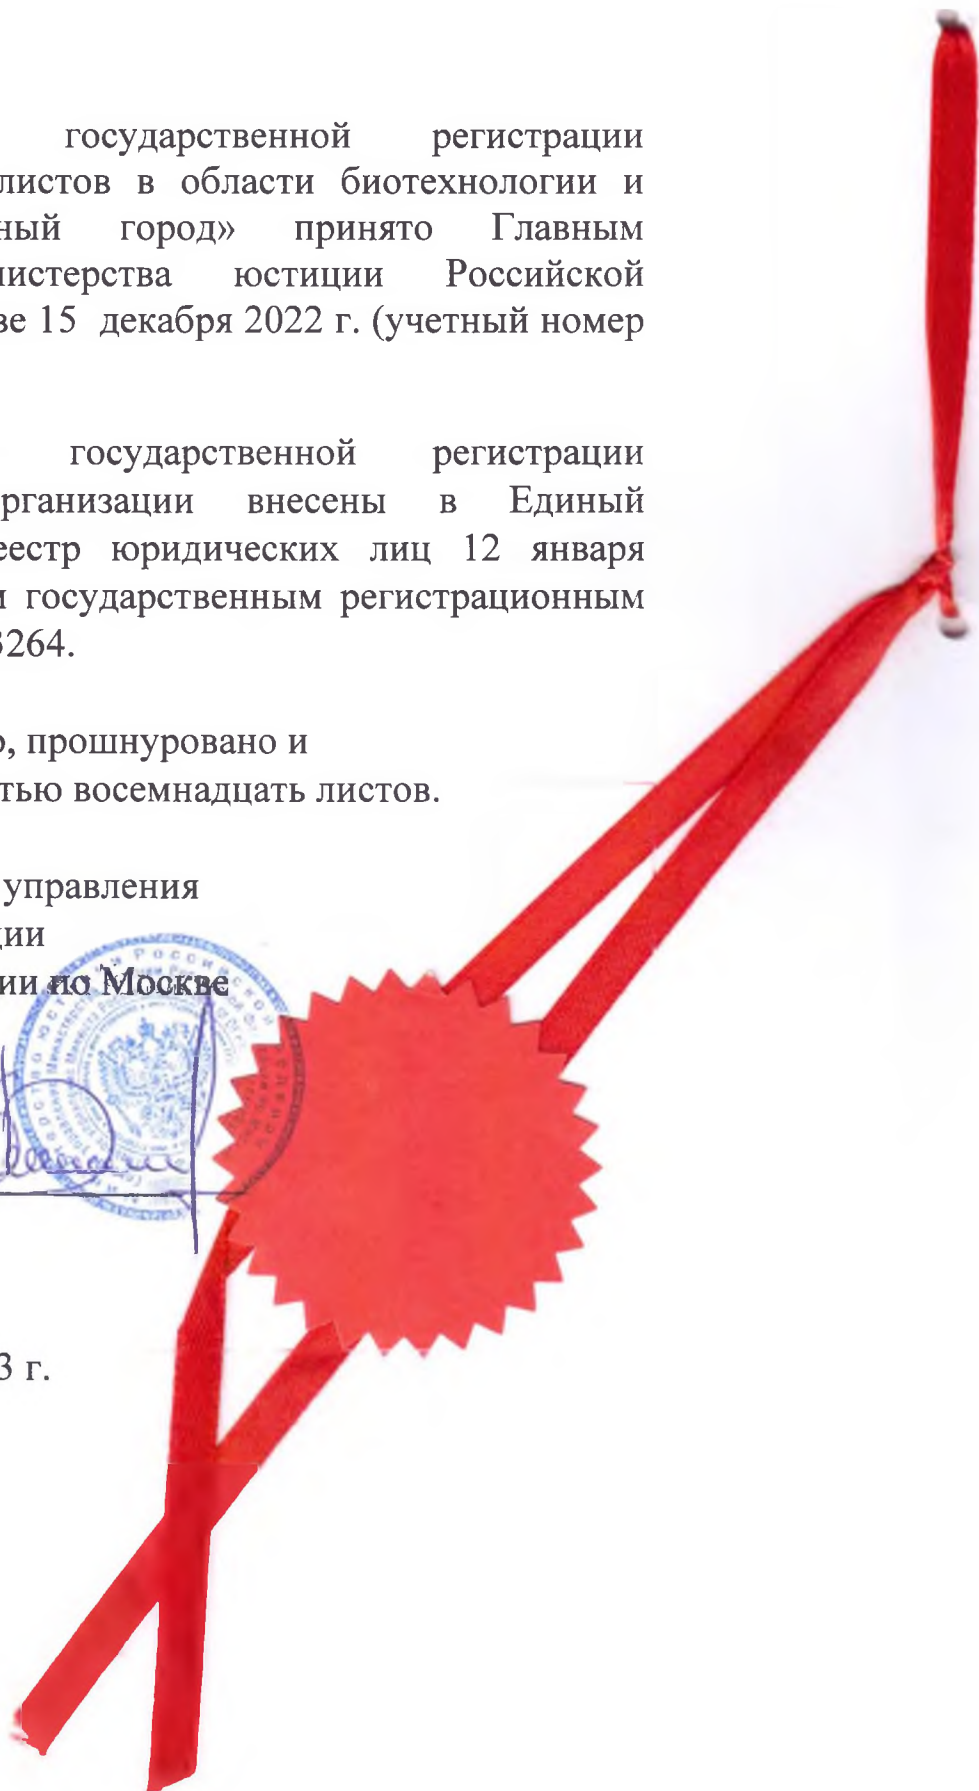 государственной регистрации
листов в области биотехнологии и
ный город» принято Главным
истерства юстиции Российской
ве 15 декабря 2022 г. (учетный номер
государственной регистрации
рганизации внесены в Единый
еестр юридических лиц 12 января
государственным регистрационным
3264.
о, прошнуровано и
тью восемнадцать листов.
управления
ции
ии по Москве
3 г.